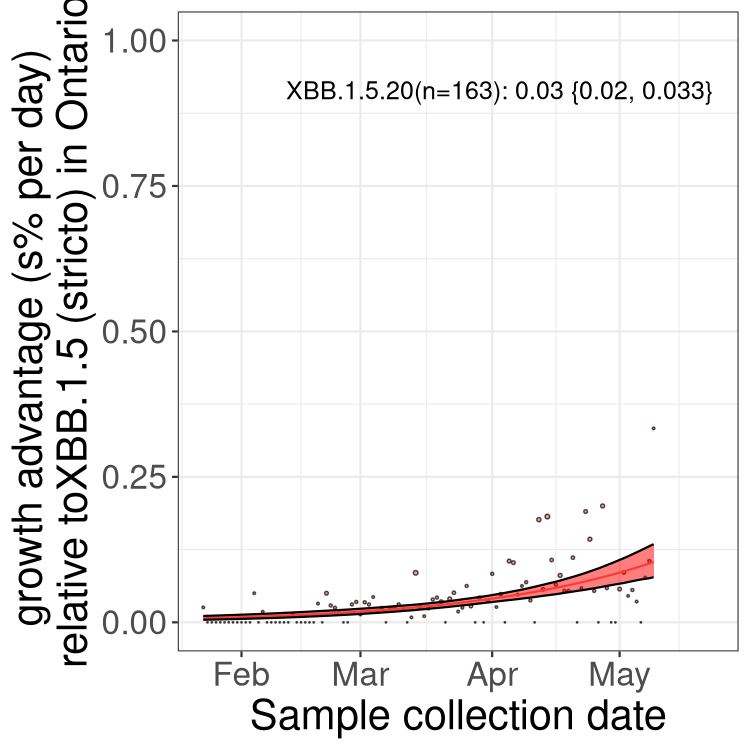 growth advantage (s% per day)
relative toXBB.1.5 (stricto) in Ontario
1.00
XBB.1.5.20(n=163): 0.03 {0.02, 0.033}
0.75
0.50
0.25
0.00
Feb Mar Apr May
Sample collection date